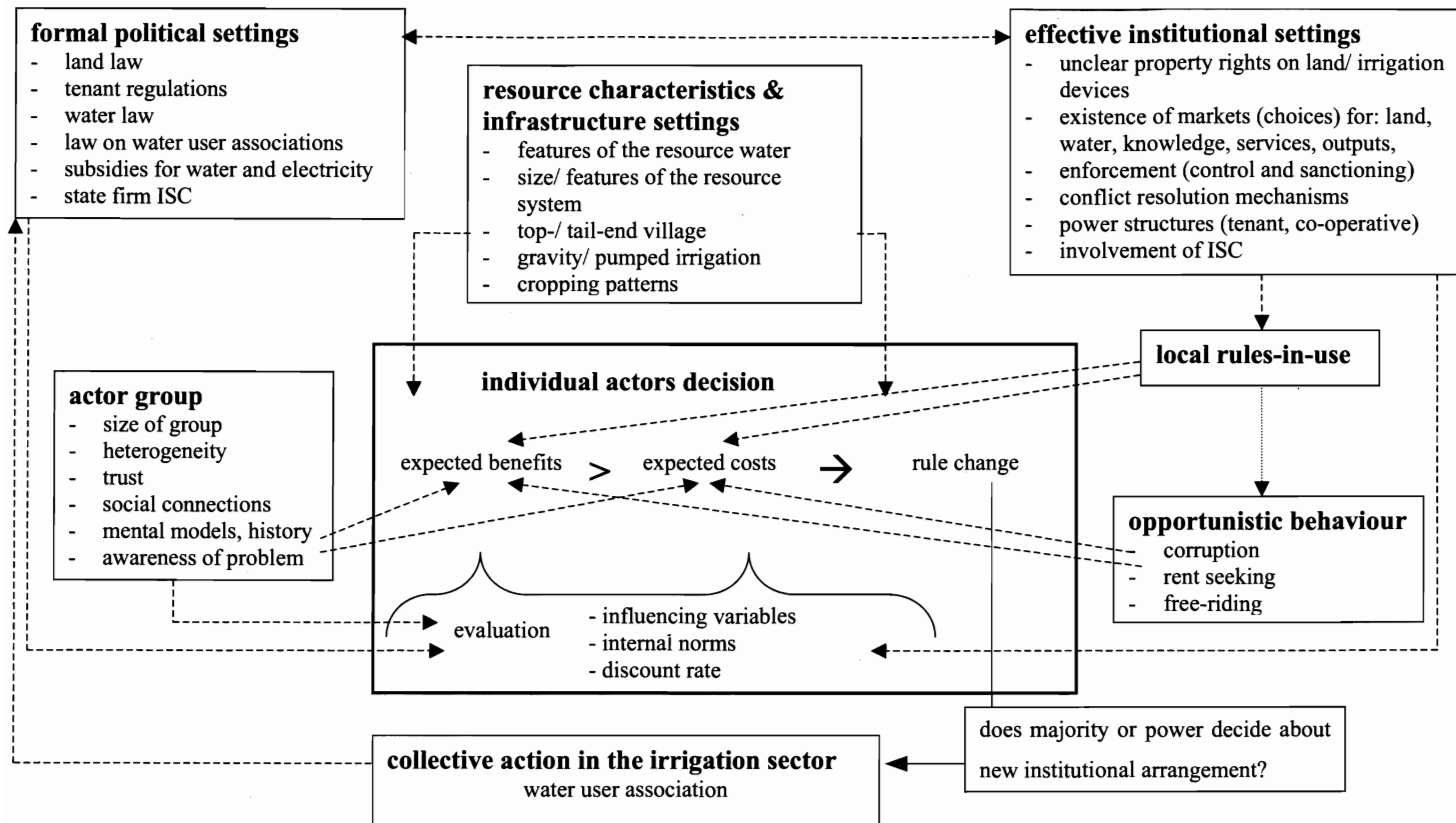 formal political settings
- land law
- tenant regulations
- water law
- law on water user associations
- subsidies for water and electricity
- state firm ISC
resource characteristics &
infrastructure settings
- features of the resource water
- size/ features of the resource
system
- top-/ tail-end village
- gravity/ pumped irrigation
- cropping patterns
effective institutional settings
- unclear property rights on land/ irrigation
devices
- existence of markets (choices) for: land,
water, knowledge, services, outputs,
- enforcement (control and sanctioning)
- conflict resolution mechanisms
- power structures (tenant, co-operative)
- involvement of ISC
local rules-in-use
actor group
- size of group
- heterogeneity
- trust
- social connections
- mental models, history
- awareness of problem
individual actors decision
expected benefits > expected costs → rule change
evaluation
- influencing variables
- internal norms
- discount rate
opportunistic behaviour
- corruption
- rent seeking
- free-riding
does majority or power decide about
new institutional arrangement?
collective action in the irrigation sector
water user association